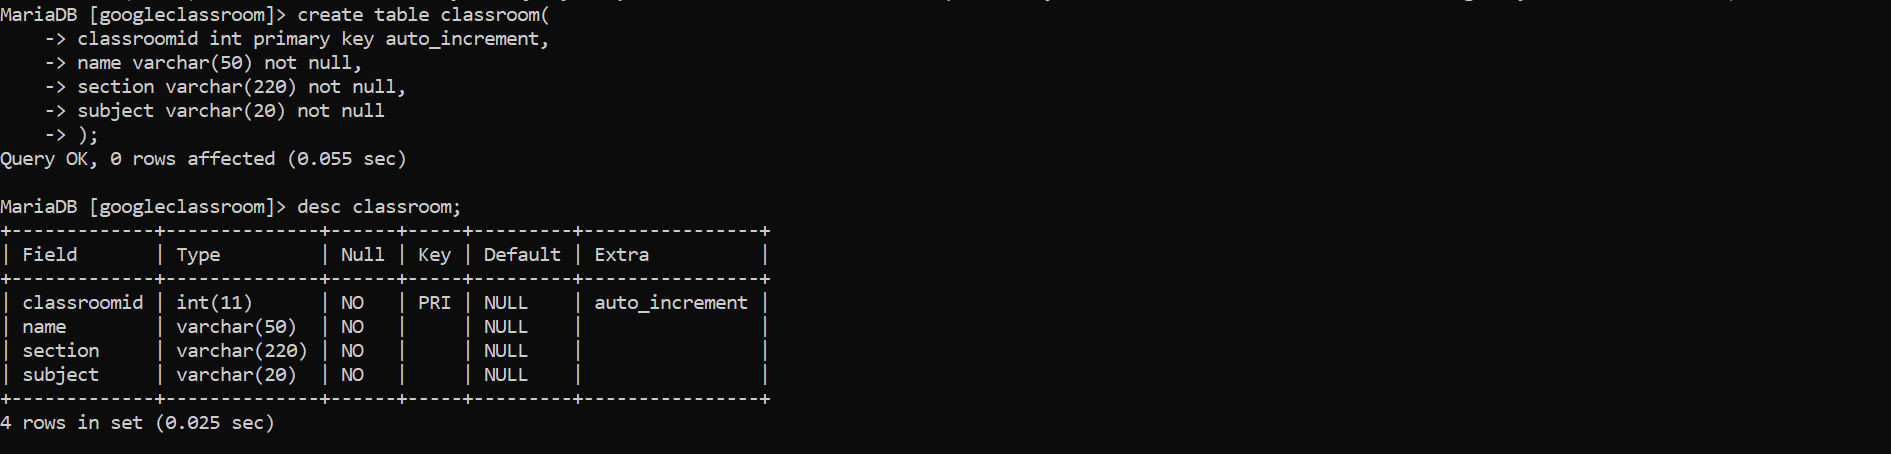 MariaDB [googleclassroom]> create table classroom(
    -> classroomid int primary key auto_increment,
    -> name varchar(50) not null,
    -> section varchar(220) not null,
    -> subject varchar(20) not null
    -> );
Query OK, 0 rows affected (0.055 sec)

MariaDB [googleclassroom]> desc classroom;
+-------------+--------------+------+-----+---------+----------------+
| Field       | Type         | Null | Key | Default | Extra          |
+-------------+--------------+------+-----+---------+----------------+
| classroomid | int(11)      | NO   | PRI | NULL    | auto_increment |
| name        | varchar(50)  | NO   |     | NULL    |                |
| section     | varchar(220) | NO   |     | NULL    |                |
| subject     | varchar(20)  | NO   |     | NULL    |                |
+-------------+--------------+------+-----+---------+----------------+
4 rows in set (0.025 sec)